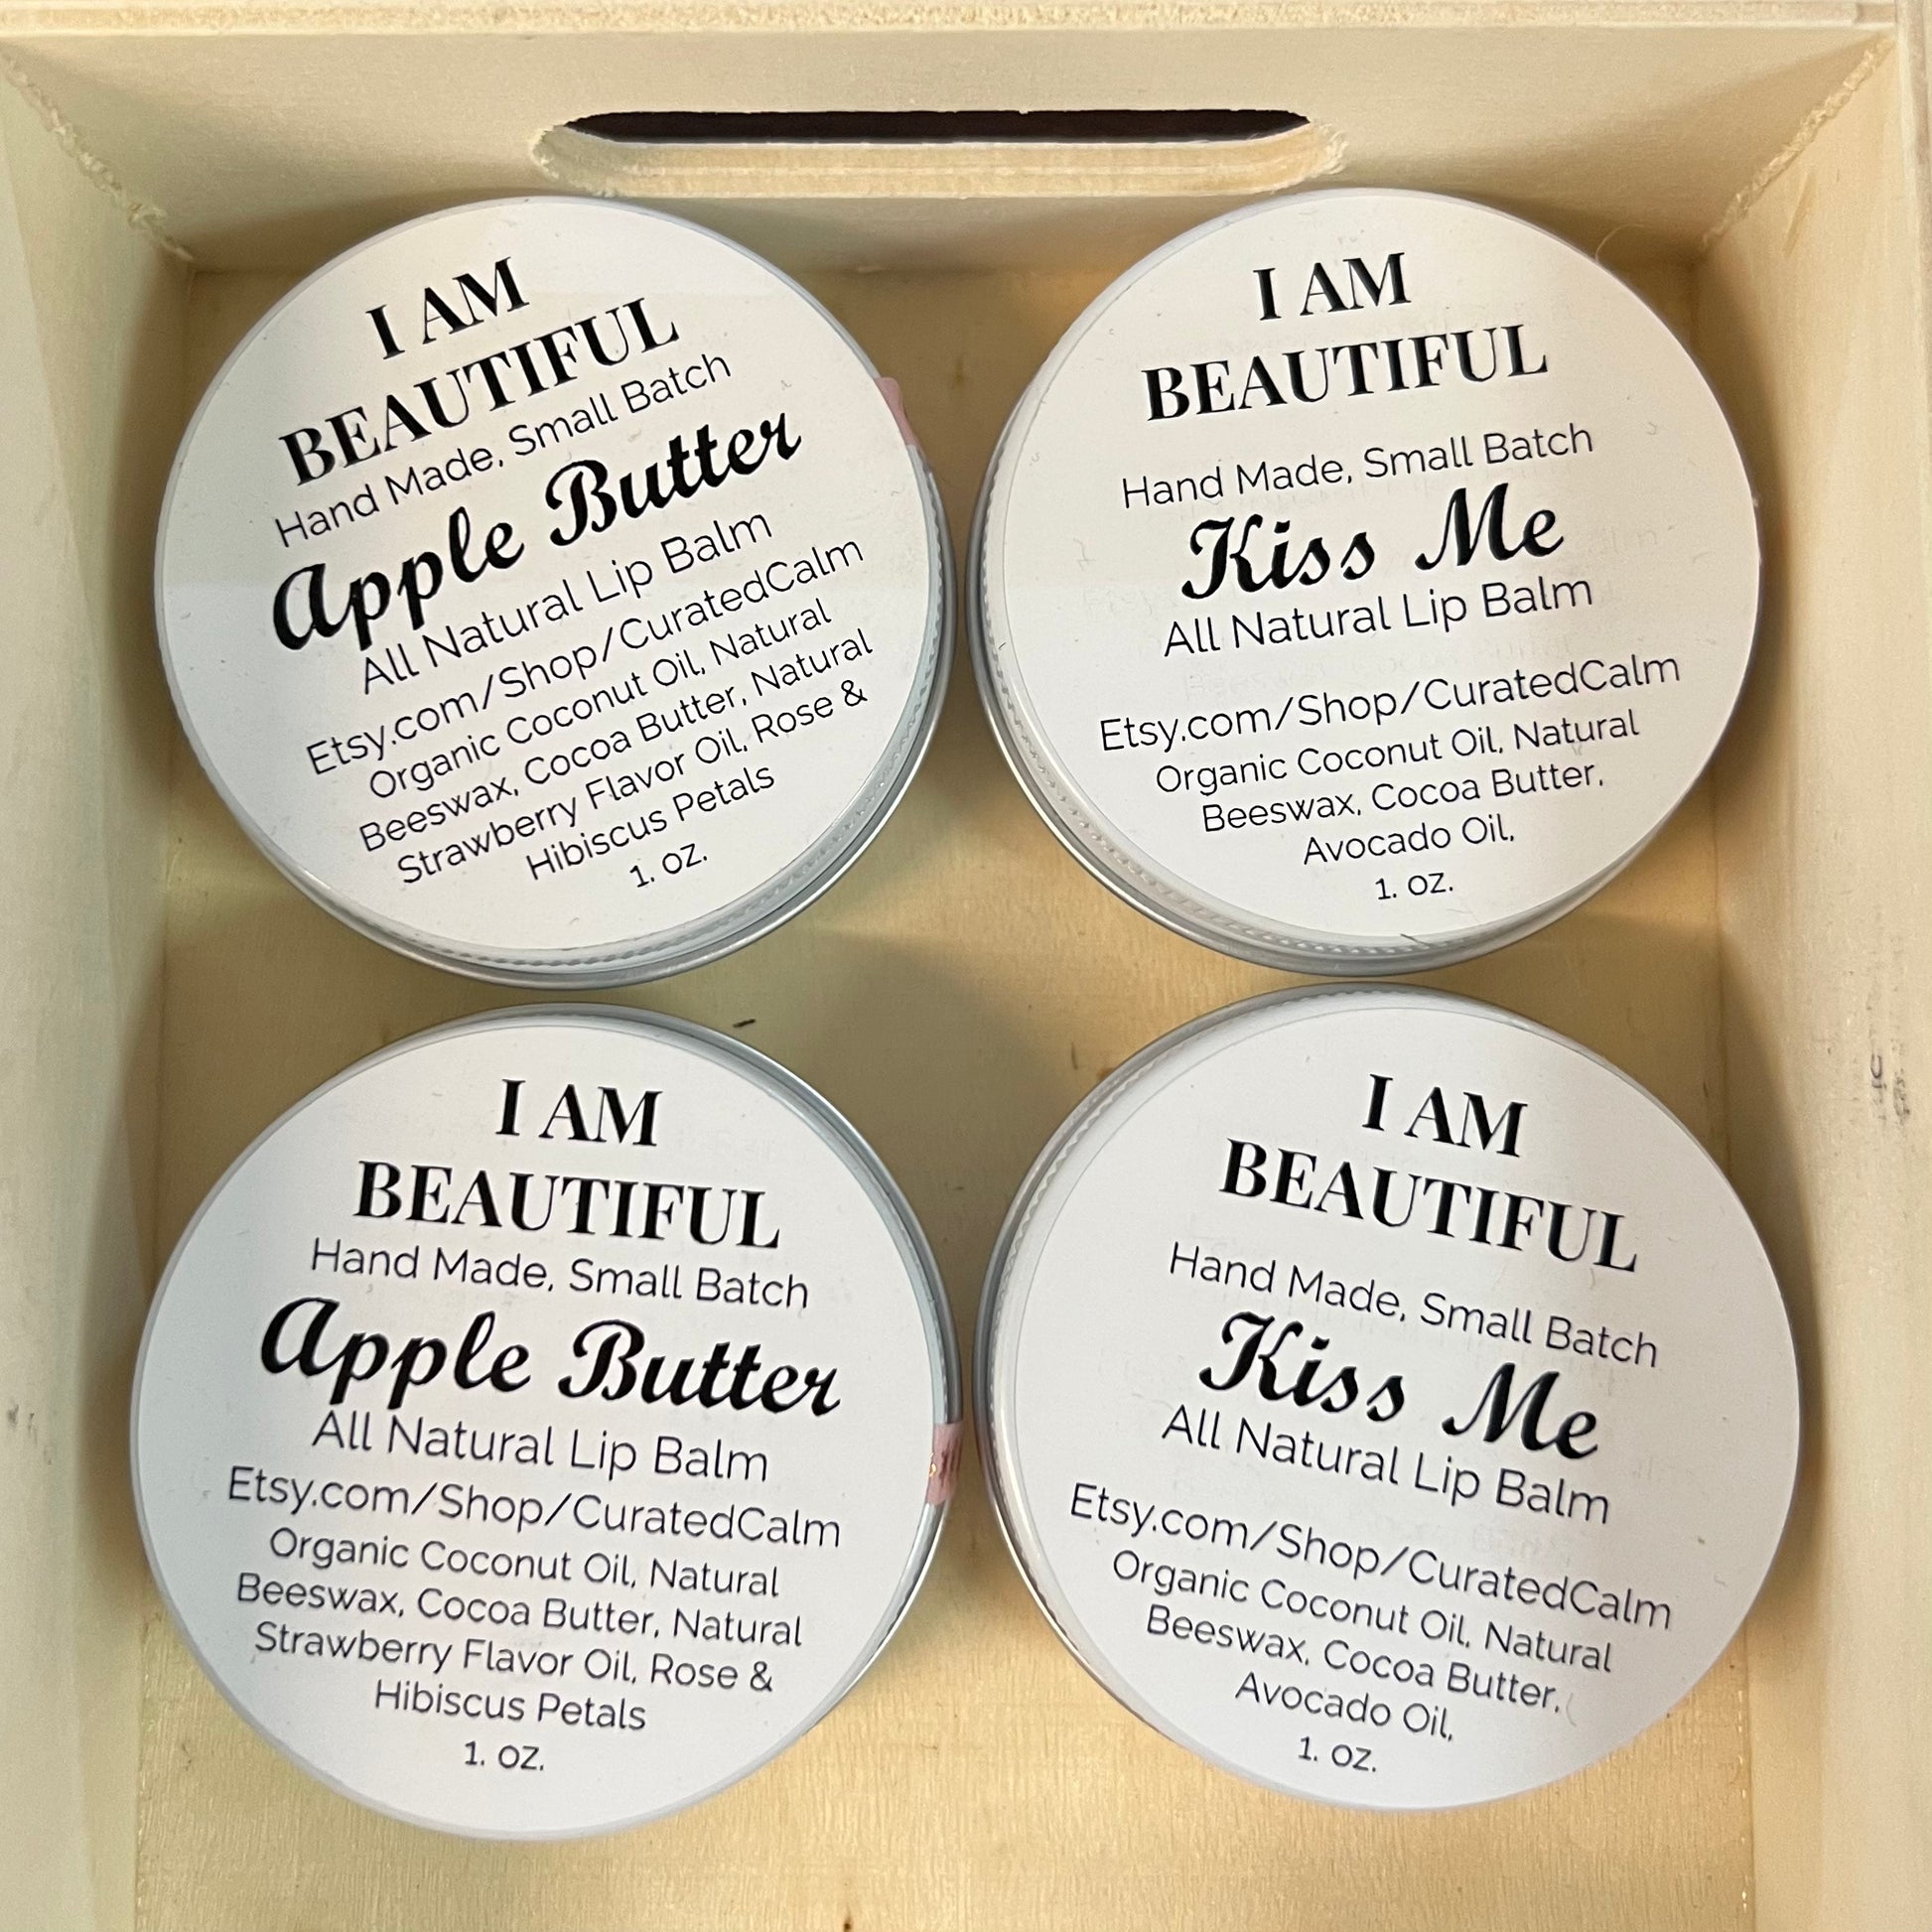 I AM
BEAUTIFUL
Hand Made, Small Batch
Apple Butter
All Natural Lip Balm
Etsy.com/Shop/CuratedCalm
Organic Coconut Oil, Natural
Beeswax, Cocoa Butter, Natural
Strawberry Flavor Oil, Rose &
Hibiscus Petals
1. oz.
I AM
BEAUTIFUL
Hand Made, Small Batch
Kiss Me
All Natural Lip Balm
Etsy.com/Shop/CuratedCalm
Organic Coconut Oil, Natural
Beeswax, Cocoa Butter,
Avocado Oil,
1. oz.
I AM
BEAUTIFUL
Hand Made, Small Batch
Apple Butter
All Natural Lip Balm
Etsy.com/Shop/CuratedCalm
Organic Coconut Oil, Natural
Beeswax, Cocoa Butter, Natural
Strawberry Flavor Oil, Rose &
Hibiscus Petals
1. oz.
I AM
BEAUTIFUL
Hand Made, Small Batch
Kiss Me
All Natural Lip Balm
Etsy.com/Shop/CuratedCalm
Organic Coconut Oil, Natural
Beeswax, Cocoa Butter,
Avocado Oil,
1. oz.